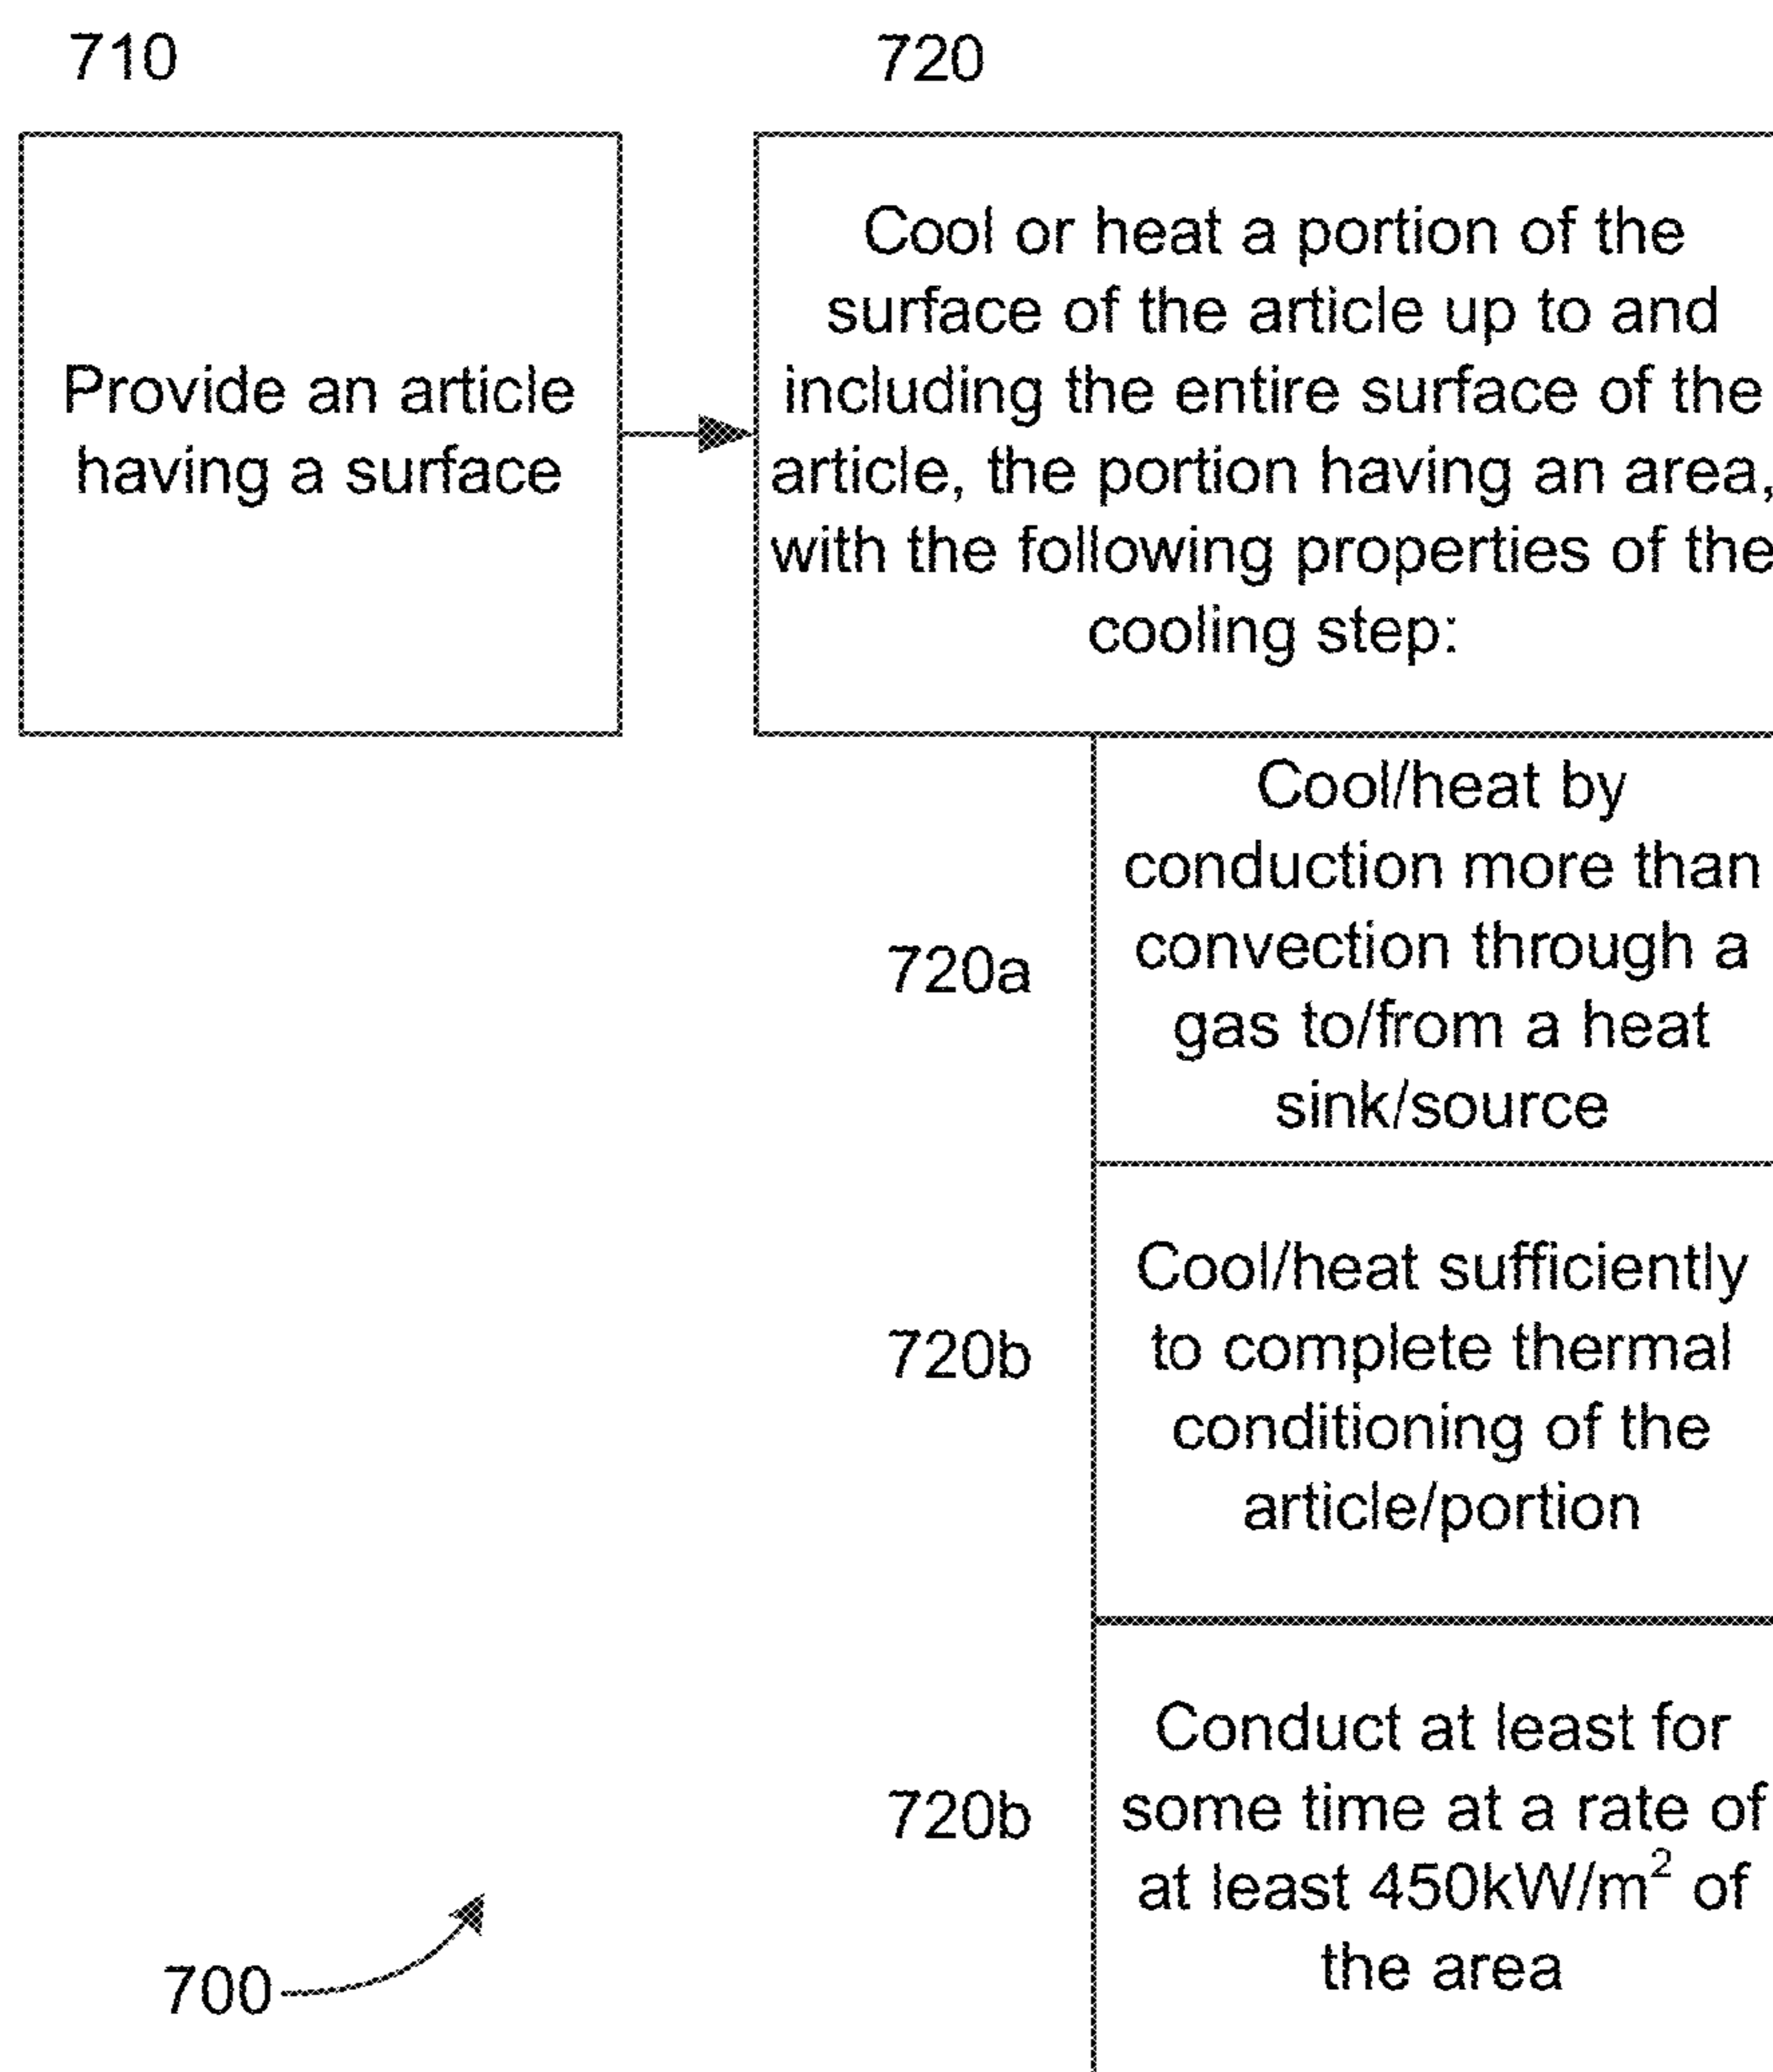 710
720
Provide an article
having a surface
Cool or heat a portion of the
surface of the article up to and
including the entire surface of the
article, the portion having an area,
with the following properties of the
cooling step:
720a
Cool/heat by
conduction more than
convection through a
gas to/from a heat
sink/source
720b
Cool/heat sufficiently
to complete thermal
conditioning of the
article/portion
720b
Conduct at least for
some time at a rate of
at least 450kW/m² of
the area
700